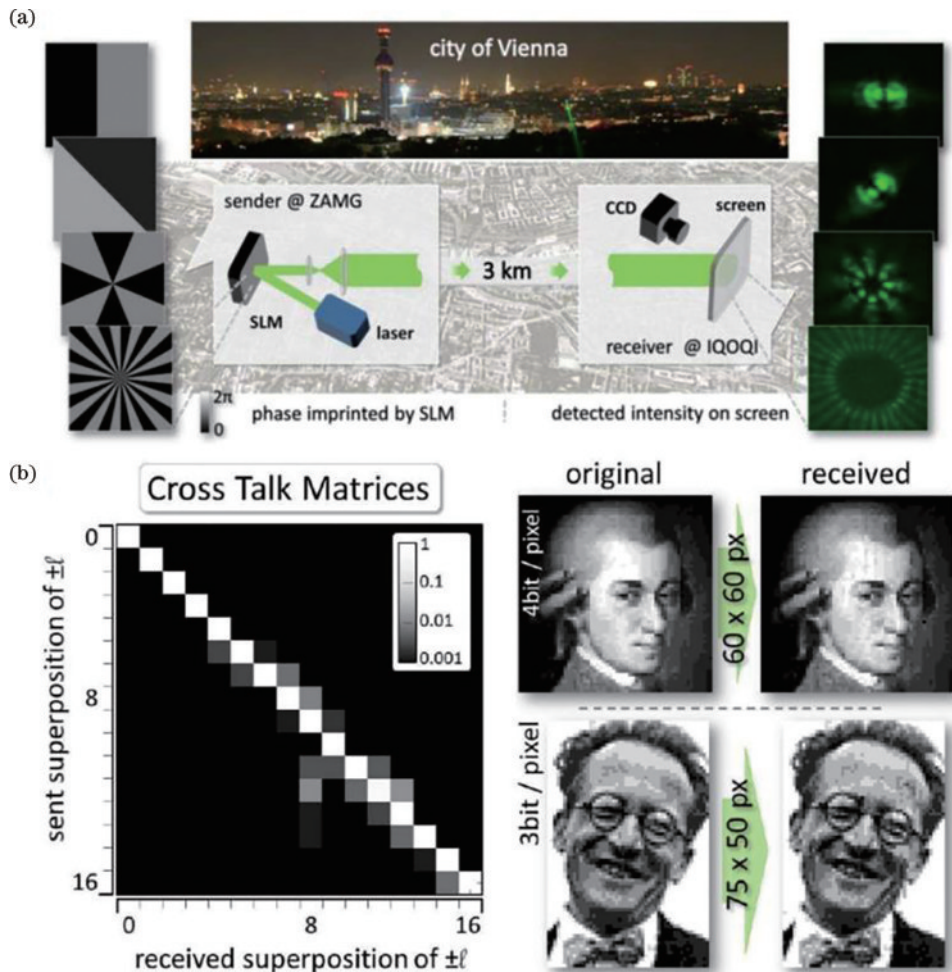 (a)
city of Vienna
sender @ ZAMG
SLM
laser
3 km
CCD
screen
receiver @ IQOQI
2π
0
phase imprinted by SLM
detected intensity on screen
(b)
Cross Talk Matrices
sent superposition of ±ℓ
0
8
16
1
0.1
0.01
0.001
0
8
16
received superposition of ±ℓ
original
received
4bit / pixel
60 x 60 px
3bit / pixel
75 x 50 px